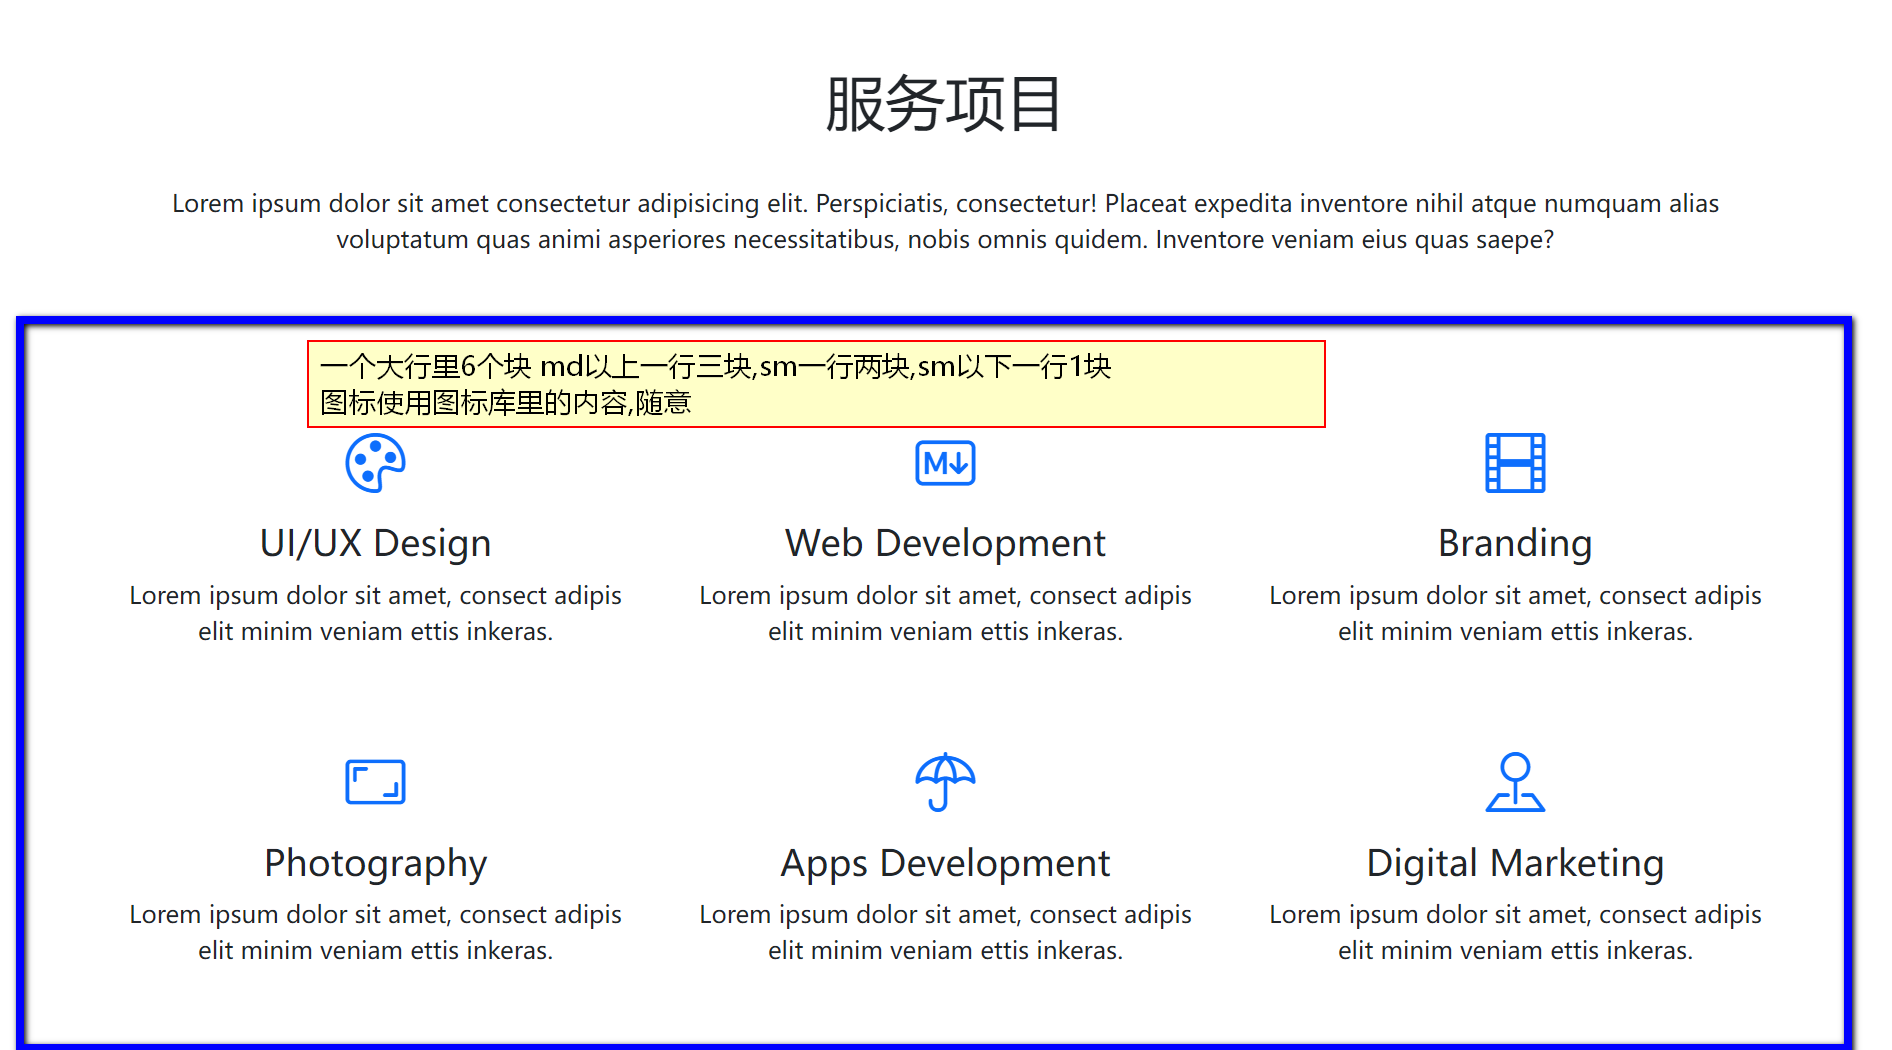 服务项目
Lorem ipsum dolor sit amet consectetur adipisicing elit. Perspiciatis, consectetur! Placeat expedita inventore nihil atque numquam alias
voluptatum quas animi asperiores necessitatibus, nobis omnis quidem. Inventore veniam eius quas saepe?
一个大行里6个块 md以上一行三块,sm一行两块,sm以下一行1块
图标使用图标库里的内容,随意
M
UI/UX Design
Lorem ipsum dolor sit amet, consect adipis
elit minim veniam ettis inkeras.
Web Development
Lorem ipsum dolor sit amet, consect adipis
elit minim veniam ettis inkeras.
Branding
Lorem ipsum dolor sit amet, consect adipis
elit minim veniam ettis inkeras.
Photography
Lorem ipsum dolor sit amet, consect adipis
elit minim veniam ettis inkeras.
Apps Development
Lorem ipsum dolor sit amet, consect adipis
elit minim veniam ettis inkeras.
Digital Marketing
Lorem ipsum dolor sit amet, consect adipis
elit minim veniam ettis inkeras.